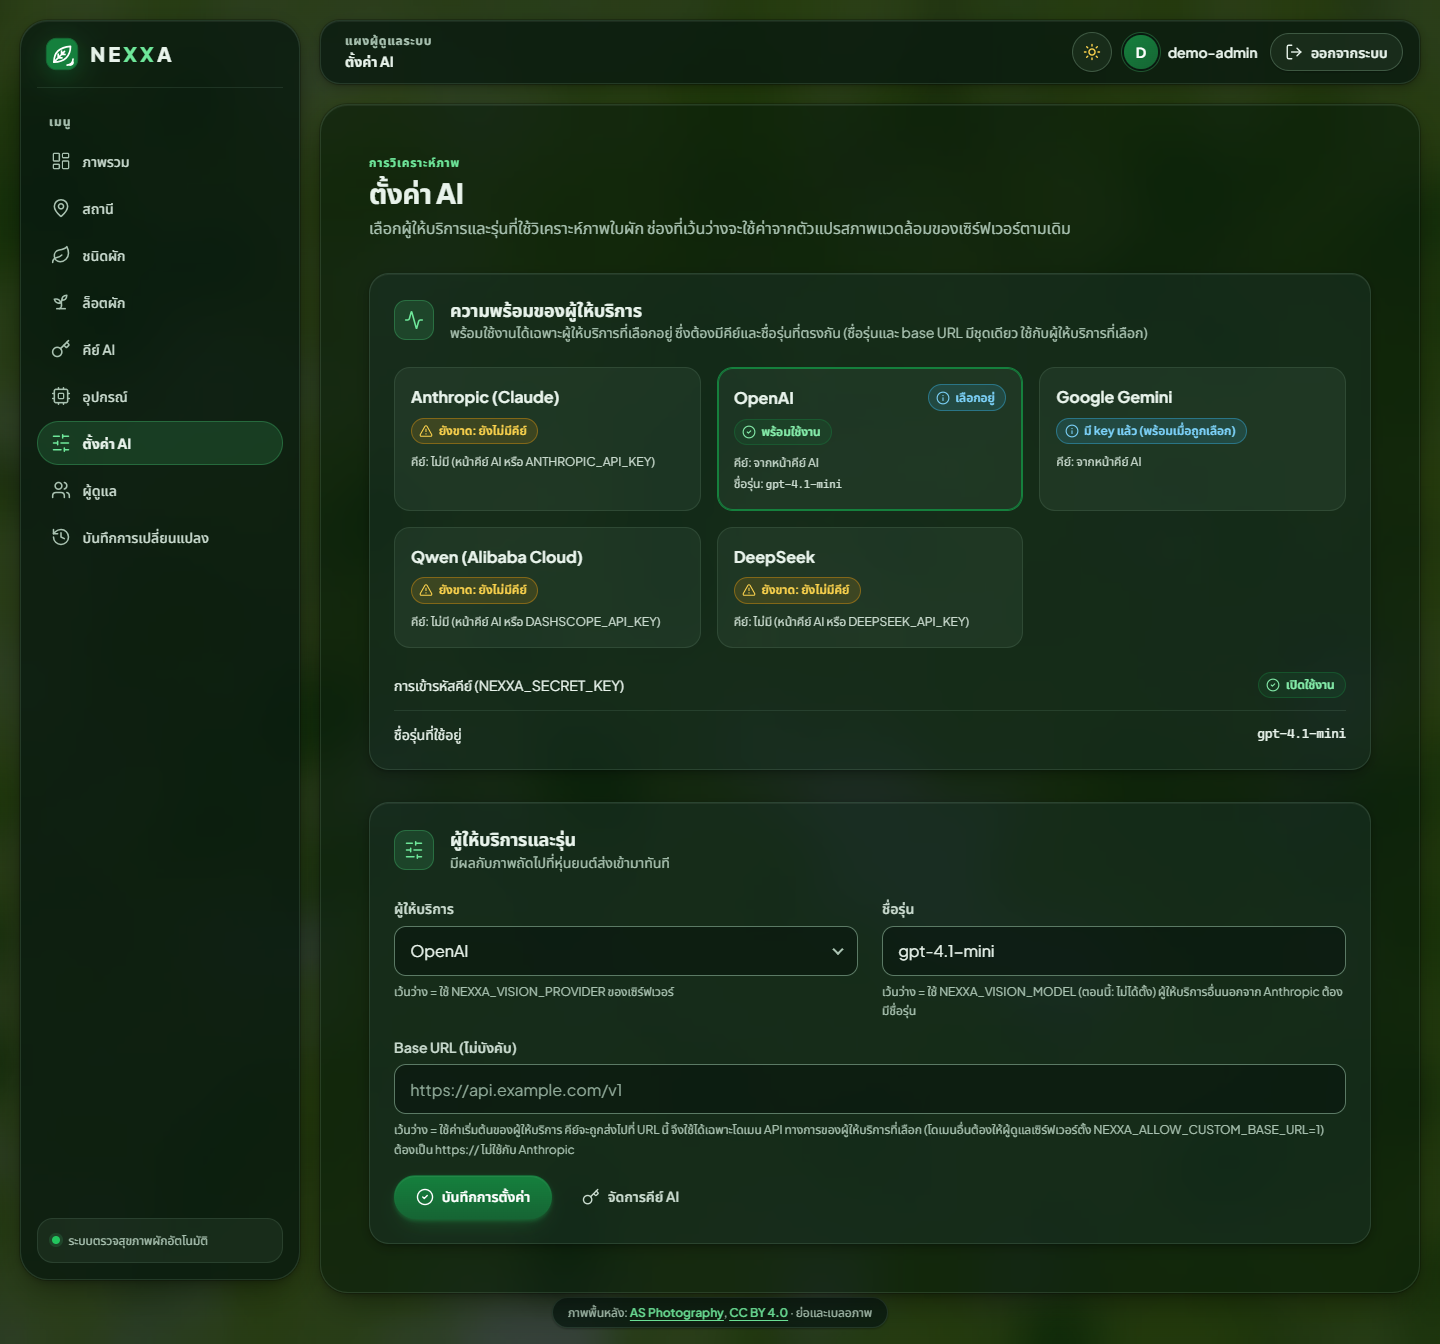 NEXXA
เมนู
ภาพรวม
สถานี
ชนิดผัก
ล็อตผัก
คีย์ AI
อุปกรณ์
ตั้งค่า AI
ผู้ดูแล
บันทึกการเปลี่ยนแปลง
ระบบตรวจสุขภาพผักอัตโนมัติ
แผงผู้ดูแลระบบ
ตั้งค่า AI
D
demo-admin
ออกจากระบบ
การวิเคราะห์ภาพ
ตั้งค่า AI
เลือกผู้ให้บริการและรุ่นที่ใช้วิเคราะห์ภาพใบผัก ช่องที่เว้นว่างจะใช้ค่าจากตัวแปรสภาพแวดล้อมของเซิร์ฟเวอร์ตามเดิม
ความพร้อมของผู้ให้บริการ
พร้อมใช้งานได้เฉพาะผู้ให้บริการที่เลือกอยู่ ซึ่งต้องมีคีย์และชื่อรุ่นที่ตรงกัน (ชื่อรุ่นและ base URL มีชุดเดียว ใช้กับผู้ให้บริการที่เลือก)
Anthropic (Claude)
ยังขาด: ยังไม่มีคีย์
คีย์: ไม่มี (หน้าคีย์ AI หรือ ANTHROPIC_API_KEY)
OpenAI
เลือกอยู่
พร้อมใช้งาน
คีย์: จากหน้าคีย์ AI
ชื่อรุ่น: gpt-4.1-mini
Google Gemini
มี key แล้ว (พร้อมเมื่อถูกเลือก)
คีย์: จากหน้าคีย์ AI
Qwen (Alibaba Cloud)
ยังขาด: ยังไม่มีคีย์
คีย์: ไม่มี (หน้าคีย์ AI หรือ DASHSCOPE_API_KEY)
DeepSeek
ยังขาด: ยังไม่มีคีย์
คีย์: ไม่มี (หน้าคีย์ AI หรือ DEEPSEEK_API_KEY)
การเข้ารหัสคีย์ (NEXXA_SECRET_KEY)
เปิดใช้งาน
ชื่อรุ่นที่ใช้อยู่
gpt-4.1-mini
ผู้ให้บริการและรุ่น
มีผลกับภาพถัดไปที่หุ่นยนต์ส่งเข้ามาทันที
ผู้ให้บริการ
OpenAI
เว้นว่าง = ใช้ NEXXA_VISION_PROVIDER ของเซิร์ฟเวอร์
ชื่อรุ่น
gpt-4.1-mini
เว้นว่าง = ใช้ NEXXA_VISION_MODEL (ตอนนี้: ไม่ได้ตั้ง) ผู้ให้บริการอื่นนอกจาก Anthropic ต้อง
มีชื่อรุ่น
Base URL (ไม่บังคับ)
https://api.example.com/v1
เว้นว่าง = ใช้ค่าเริ่มต้นของผู้ให้บริการ คีย์จะถูกส่งไปที่ URL นี้ จึงใช้ได้เฉพาะโดเมน API ทางการของผู้ให้บริการที่เลือก (โดเมนอื่นต้องให้ผู้ดูแลเซิร์ฟเวอร์ตั้ง NEXXA_ALLOW_CUSTOM_BASE_URL=1)
ต้องเป็น https:// ไม่ใช้กับ Anthropic
บันทึกการตั้งค่า
จัดการคีย์ AI
ภาพพื้นหลัง: AS Photography, CC BY 4.0 · ย่อและเบลอภาพ